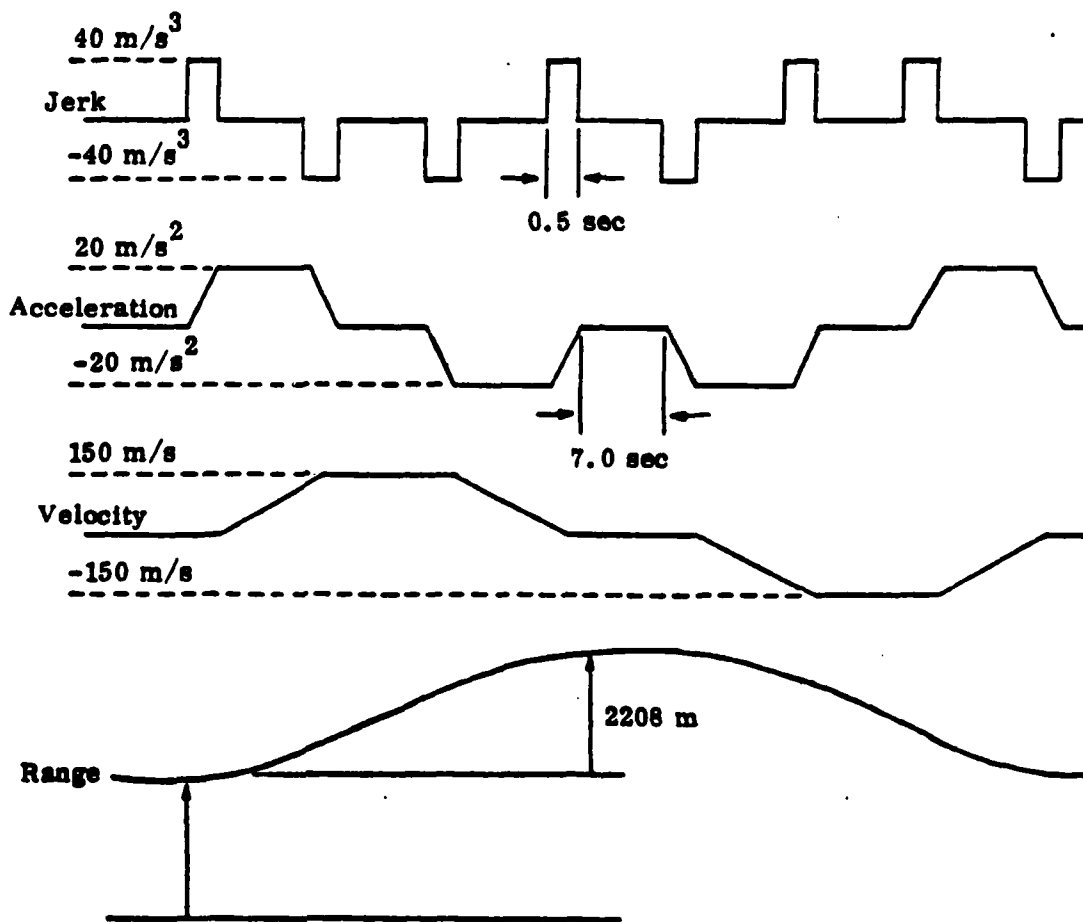 40 m/s³
Jerk
-40 m/s³
0.5 sec
20 m/s²
Acceleration
-20 m/s²
7.0 sec
150 m/s
Velocity
-150 m/s
2208 m
Range